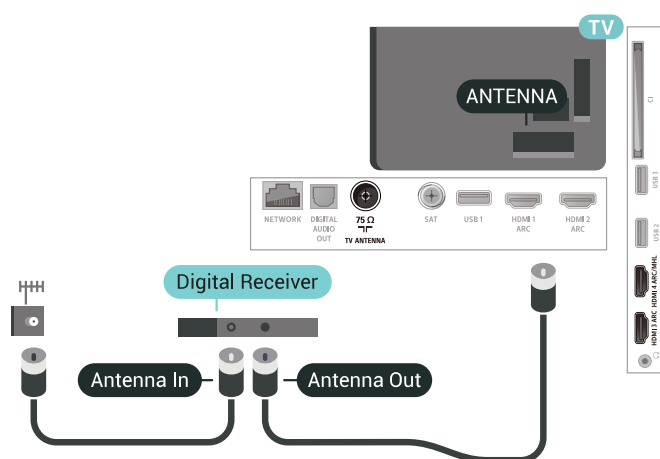 TV
ANTENNA
CI
USB 3
USB 2
HDMI 4 ARC/MHL
HDMI 3 ARC
NETWORK
DIGITAL
AUDIO
OUT
75 Ω
TV ANTENNA
SAT
USB 1
HDMI 1
ARC
HDMI 2
ARC
Digital Receiver
Antenna In
Antenna Out